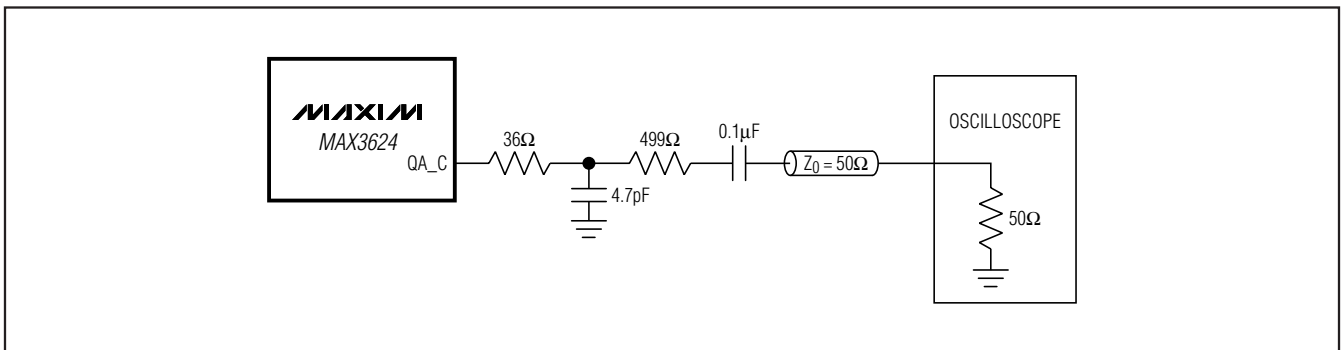 MAXIM
MAX3624
QA_C
36Ω
4.7pF
499Ω
0.1µF
Z0 = 50Ω
OSCILLOSCOPE
50Ω